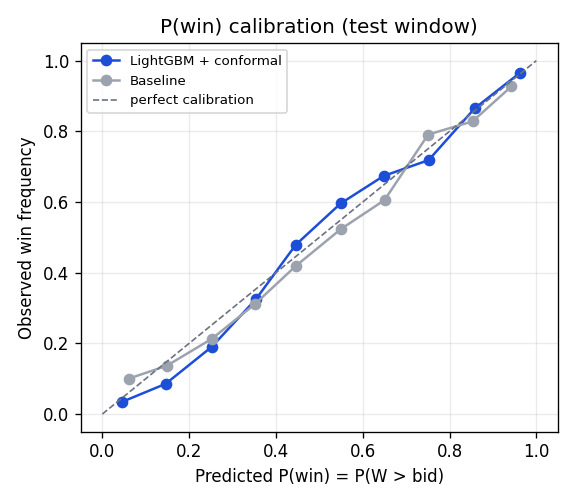 P(win) calibration (test window)
LightGBM + conformal
Baseline
perfect calibration
Observed win frequency
1.0
0.8
0.6
0.4
0.2
0.0
0.0 0.2 0.4 0.6 0.8 1.0
Predicted P(win) = P(W > bid)